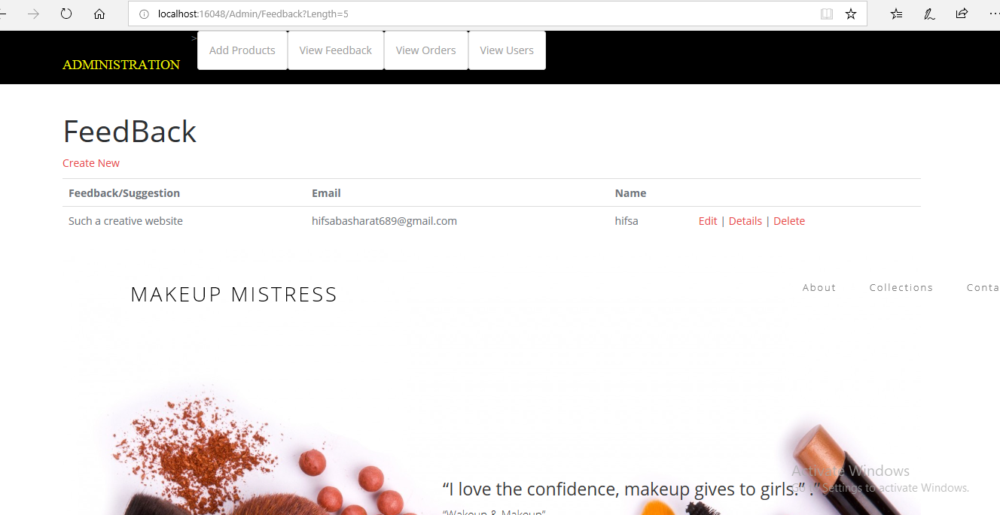 localhost:16048/Admin/Feedback?Length=5
>
Add Products View Feedback View Orders View Users
ADMINISTRATION
FeedBack
Create New
Feedback/Suggestion Email Name
Such a creative website hifsabasharat689@gmail.com hifsa Edit | Details | Delete
MAKEUP MISTRESS About Collections Conta
“I love the confidence, makeup gives to girls.” .
“Wakeup & Makeup”
Activate Windows
Go to Settings to activate Windows.